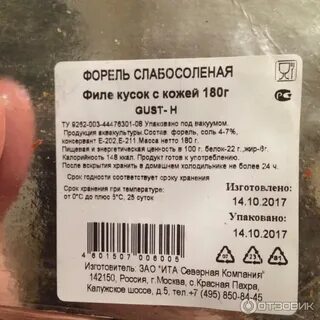 ФОРЕЛЬ СЛАБОСОЛЕНАЯ
Филе кусок с кожей 180г
GUST- H
ТУ 9262-003-44476301-08 Упаковано под вакуумом.
Продукция аквакультуры.Состав: форель, соль 4-7%,
консервант Е-202,Е-211.Масса нетто 180 г.
Пищевая и энергетическая ценность в 100 г. белок-22 г.,жир-6г.
Калорийность 148 ккал. Продукт готов к употреблению.
После вскрытия хранить в домашнем холодильнике не более 24 ч.
Срок годности соответствует сроку хранения
Срок хранения при температуре:
от 0°С до плюс 5°С, 25 суток
Изготовлено:
14.10.2017
Упаковано:
14.10.2017
4601507006005
Изготовитель: ЗАО "ИТА Северная Компания"
142150, Россия, г.Москва, с.Красная Пахра,
Калужское шоссе, д.5, тел.+7 (495) 850-84-45
ОТЗОВИК